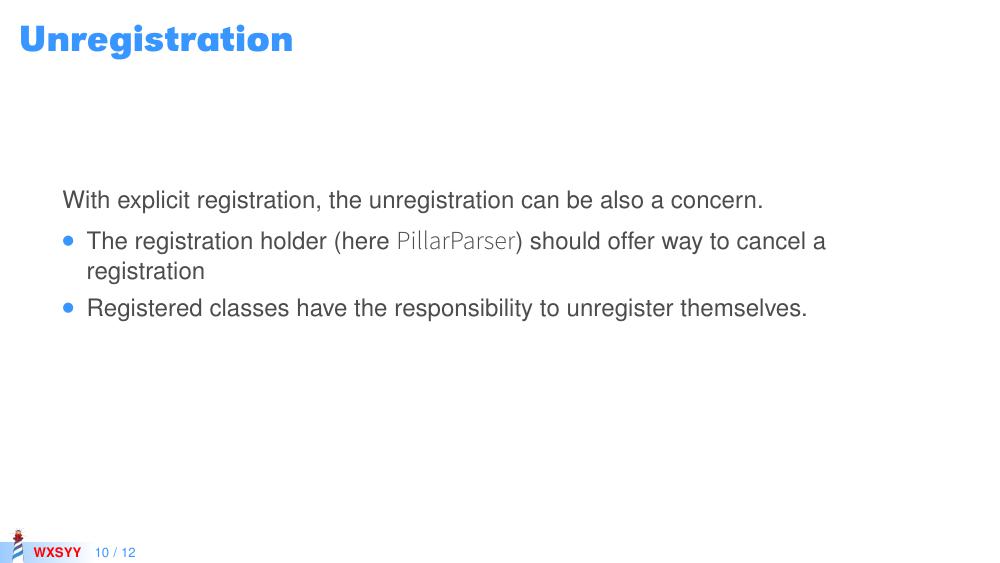 Unregistration
With explicit registration, the unregistration can be also a concern.
The registration holder (here PillarParser) should offer way to cancel a
registration
Registered classes have the responsibility to unregister themselves.
WXSYY 10 / 12